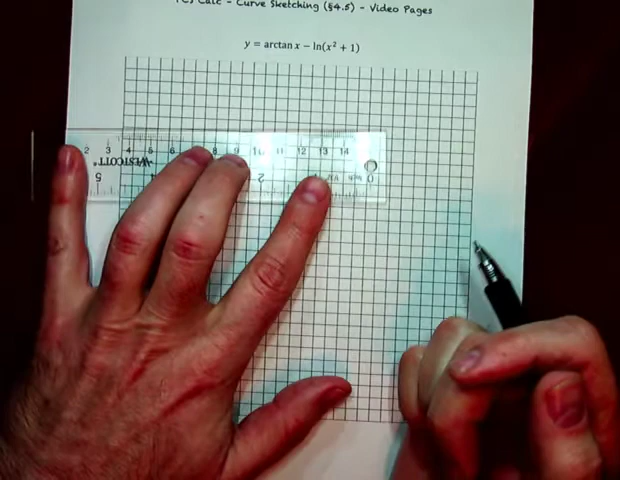 Calc - Curve Sketching (§4.5) - Video Pages
y = arctan x − ln(x² + 1)
2 3 4 5 6 7 8 9 10 11 12 13 14
WESTCOTT®
5 2